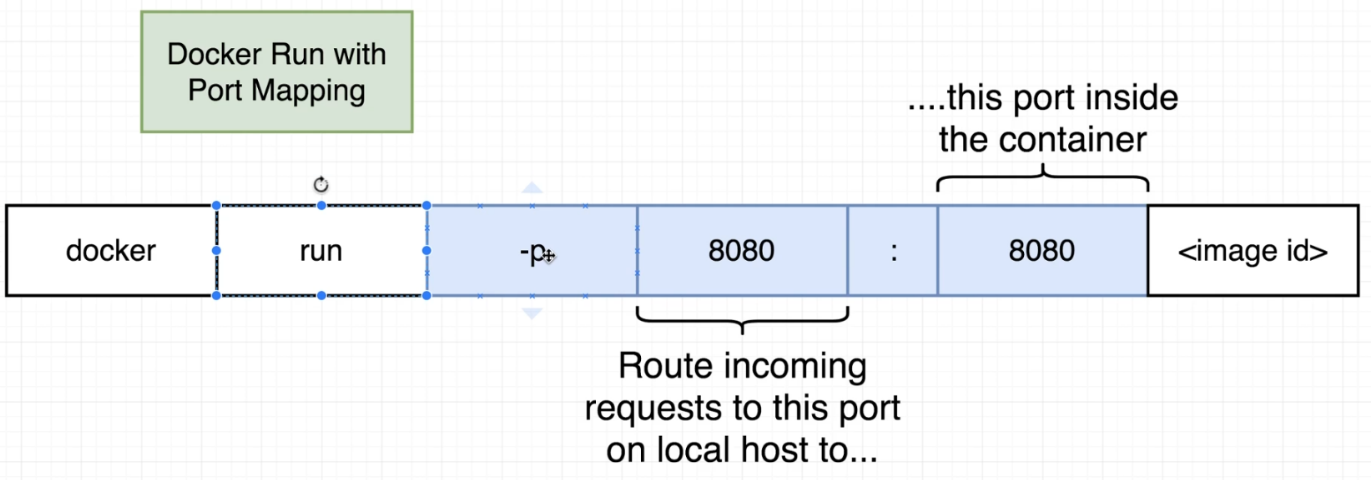 Docker Run with
Port Mapping
....this port inside
the container
docker run -p 8080 : 8080 <image id>
Route incoming
requests to this port
on local host to...